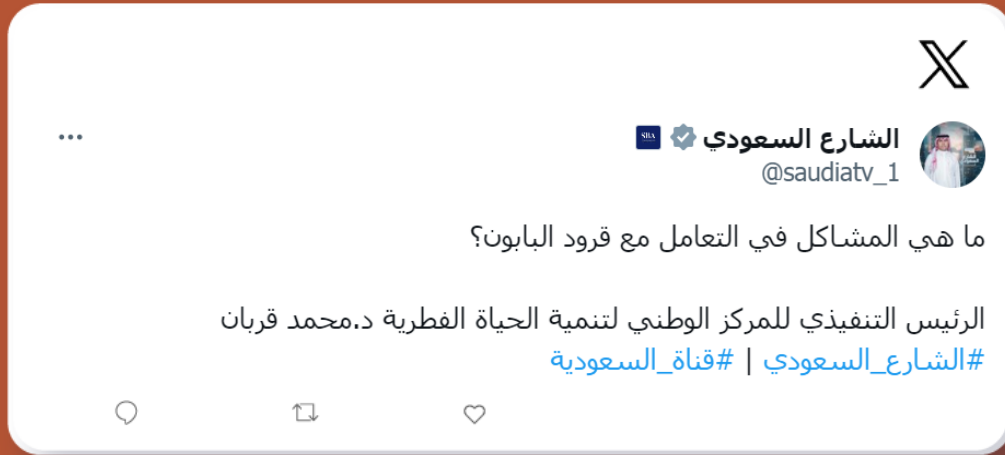 X
الشارع السعودي SBA
@saudiatv_1
ما هي المشاكل في التعامل مع قرود البابون؟
الرئيس التنفيذي للمركز الوطني لتنمية الحياة الفطرية د.محمد قربان
#الشارع_السعودي | #قناة_السعودية